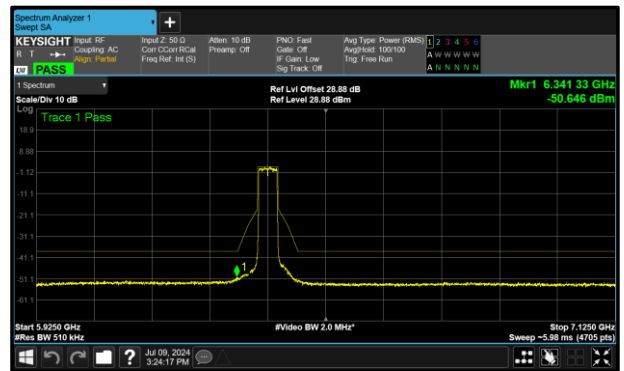 Spectrum Analyzer 1
Swept SA
KEYSIGHT
R T
LXI PASS
Input: RF
Coupling: AC
Align: Partial
Input Z: 50 Ω
Corr CCorr RCal
Freq Ref: Int (S)
Atten: 10 dB
Preamp: Off
PNO: Fast
Gate: Off
IF Gain: Low
Sig Track: Off
Avg Type: Power (RMS)
Avg|Hold: 100/100
Trig: Free Run
1 2 3 4 5 6
A W W W W W
A N N N N N
1 Spectrum
Scale/Div 10 dB
Ref Lvl Offset 28.88 dB
Ref Level 28.88 dBm
Mkr1 6.341 33 GHz
-50.646 dBm
Log
Trace 1 Pass
18.9
8.88
-1.12
-11.1
-21.1
-31.1
-41.1
-51.1
-61.1
1
Start 5.9250 GHz
#Res BW 510 kHz
#Video BW 2.0 MHz*
Stop 7.1250 GHz
Sweep ~5.98 ms (4705 pts)
?
Jul 09, 2024
3:24:17 PM